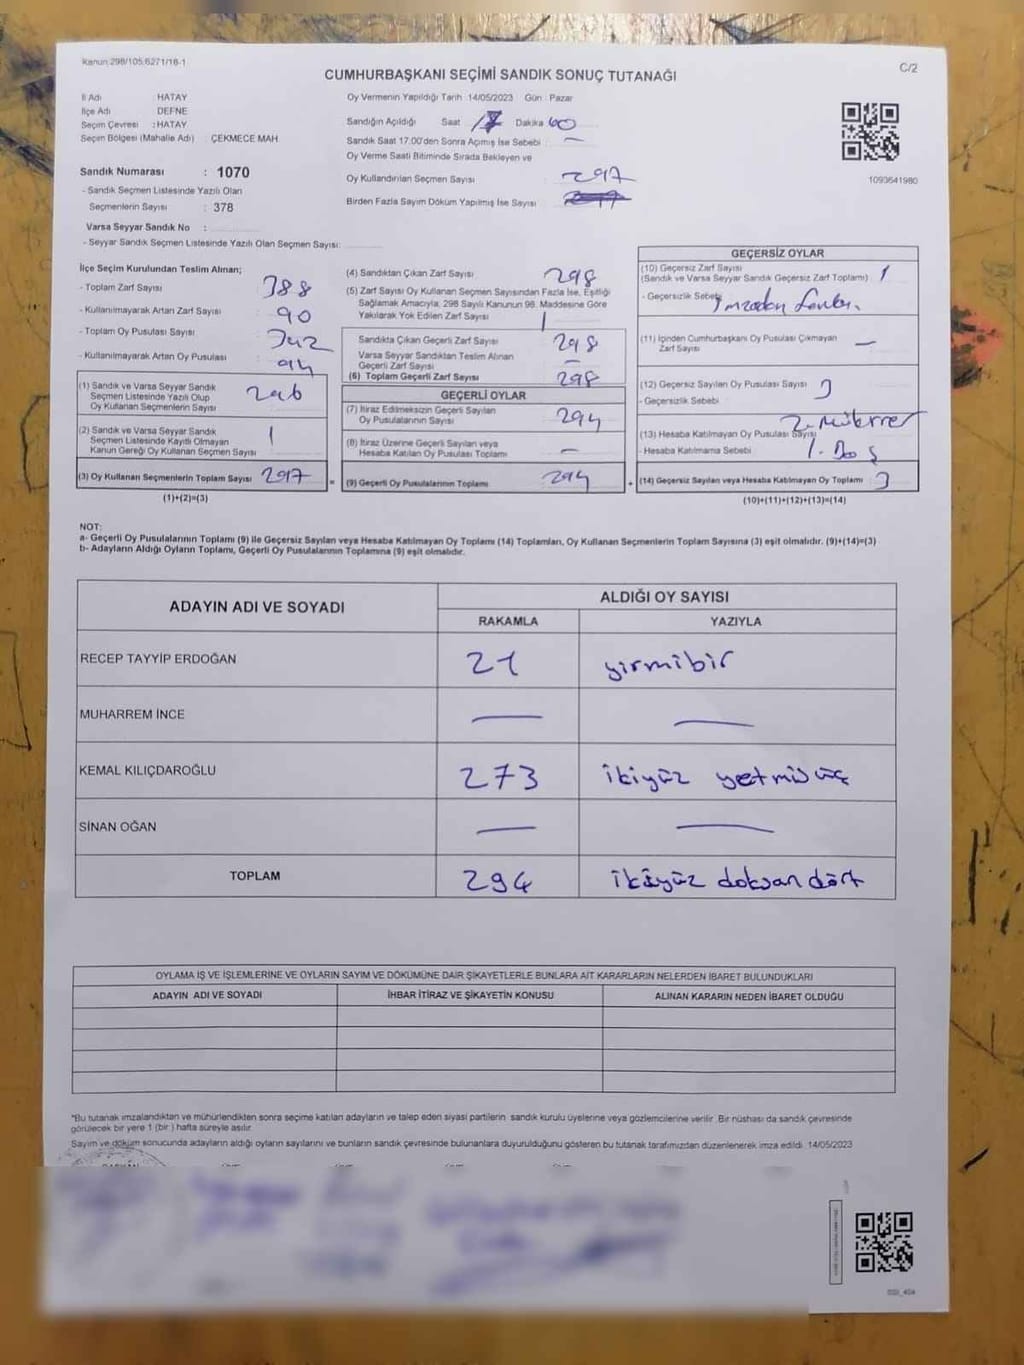 Kanun:298/105,6271/18-1
C/2
CUMHURBAŞKANI SEÇİMİ SANDIK SONUÇ TUTANAĞI
İl Adı HATAY
İlçe Adı DEFNE
Seçim Çevresi : HATAY
Seçim Bölgesi (Mahalle Adı) : ÇEKMECE MAH.
Sandık Numarası : 1070
- Sandık Seçmen Listesinde Yazılı Olan
Seçmenlerin Sayısı : 378
Varsa Seyyar Sandık No :
- Seyyar Sandık Seçmen Listesinde Yazılı Olan Seçmen Sayısı:
Oy Vermenin Yapıldığı Tarih : 14/05/2023 Gün : Pazar
Sandığın Açıldığı Saat 17 Dakika 00
Sandık Saat 17.00'den Sonra Açımış İse Sebebi : —
Oy Verme Saati Bitiminde Sırada Bekleyen ve
Oy Kullandırılan Seçmen Sayısı : 297
Birden Fazla Sayım Döküm Yapılmış İse Sayısı
1093641980
İlçe Seçim Kurulundan Teslim Alınan;
- Toplam Zarf Sayısı : 388
- Kullanılmayarak Artan Zarf Sayısı : 90
- Toplam Oy Pusulası Sayısı :
- Kullanılmayarak Artan Oy Pusulası : 94
(1) Sandık ve Varsa Seyyar Sandık
Seçmen Listesinde Yazılı Olup
Oy Kullanan Seçmenlerin Sayısı 296
(2) Sandık ve Varsa Seyyar Sandık
Seçmen Listesinde Kayıtlı Olmayan
Kanun Gereği Oy Kullanan Seçmen Sayısı 1
(3) Oy Kullanan Seçmenlerin Toplam Sayısı 297
(1)+(2)=(3)
(4) Sandıktan Çıkan Zarf Sayısı 298
(5) Zarf Sayısı Oy Kullanan Seçmen Sayısından Fazla İse, Eşitliği
Sağlamak Amacıyla, 298 Sayılı Kanunun 98. Maddesine Göre
Yakılarak Yok Edilen Zarf Sayısı 1
Sandıkta Çıkan Geçerli Zarf Sayısı 298
Varsa Seyyar Sandıktan Teslim Alınan
Geçerli Zarf Sayısı —
(6) Toplam Geçerli Zarf Sayısı 298
GEÇERLİ OYLAR
(7) İtiraz Edilmeksizin Geçerli Sayılan
Oy Pusulalarının Sayısı 294
(8) İtiraz Üzerine Geçerli Sayılan veya
Hesaba Katılan Oy Pusulası Toplamı —
=
(9) Geçerli Oy Pusulalarının Toplamı 294
+
GEÇERSİZ OYLAR
(10) Geçersiz Zarf Sayısı
(Sandık ve Varsa Seyyar Sandık Geçersiz Zarf Toplamı) : 1
- Geçersizlik Sebebi
(11) İçinden Cumhurbaşkanı Oy Pusulası Çıkmayan
Zarf Sayısı —
(12) Geçersiz Sayılan Oy Pusulası Sayısı : 3
- Geçersizlik Sebebi :
2. Mükerrer
(13) Hesaba Katılmayan Oy Pusulası Sayısı
- Hesaba Katılmama Sebebi : 1. Boş
(14) Geçersiz Sayılan veya Hesaba Katılmayan Oy Toplamı : 3
(10)+(11)+(12)+(13)=(14)
NOT:
a- Geçerli Oy Pusulalarının Toplamı (9) ile Geçersiz Sayılan veya Hesaba Katılmayan Oy Toplamı (14) Toplamları, Oy Kullanan Seçmenlerin Toplam Sayısına (3) eşit olmalıdır. (9)+(14)=(3)
b- Adayların Aldığı Oyların Toplamı, Geçerli Oy Pusulalarının Toplamına (9) eşit olmalıdır.
ADAYIN ADI VE SOYADI
ALDIĞI OY SAYISI
RAKAMLA YAZIYLA
RECEP TAYYİP ERDOĞAN 21 yirmibir
MUHARREM İNCE — —
KEMAL KILIÇDAROĞLU 273 ikiyüz yetmiş üç
SİNAN OĞAN — —
TOPLAM 294 ikiyüz doksan dört
OYLAMA İŞ VE İŞLEMLERİNE VE OYLARIN SAYIM VE DÖKÜMÜNE DAİR ŞİKAYETLERLE BUNLARA AİT KARARLARIN NELERDEN İBARET BULUNDUKLARI
ADAYIN ADI VE SOYADI İHBAR İTİRAZ VE ŞİKAYETİN KONUSU ALINAN KARARIN NEDEN İBARET OLDUĞU
*Bu tutanak imzalandıktan ve mühürlendikten sonra seçime katılan adayların ve talep eden siyasi partilerin sandık kurulu üyelerine veya gözlemcilerine verilir. Bir nüshası da sandık çevresinde
görülecek bir yere 1 (bir) hafta süreyle asılır.
Sayım ve döküm sonucunda adayların aldığı oyların sayılarını ve bunların sandık çevresinde bulunanlara duyurulduğunu gösteren bu tutanak tarafımızdan düzenlenerek imza edildi. 14/05/2023